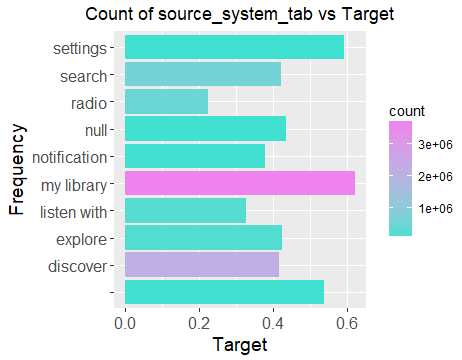 Count of source_system_tab vs Target
Frequency
settings
search
radio
null
notification
my library
listen with
explore
discover
0.0 0.2 0.4 0.6
Target
count
3e+06
2e+06
1e+06